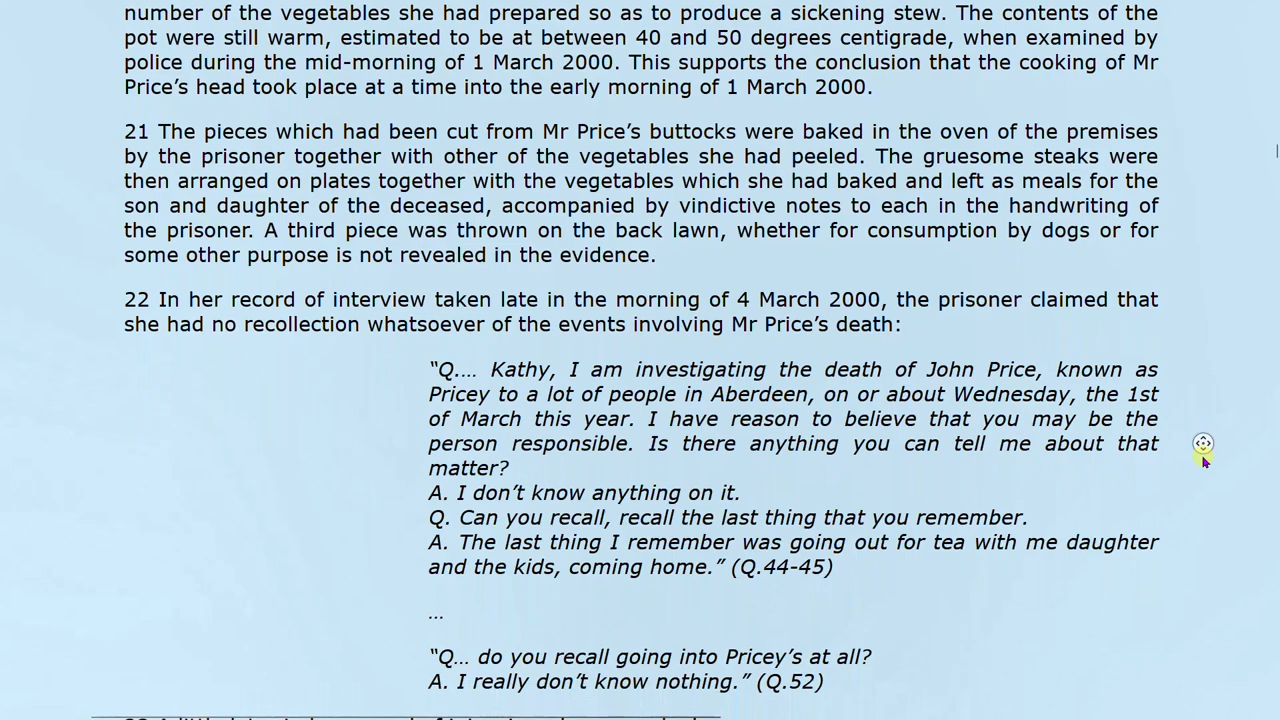 number of the vegetables she had prepared so as to produce a sickening stew. The contents of the
pot were still warm, estimated to be at between 40 and 50 degrees centigrade, when examined by
police during the mid-morning of 1 March 2000. This supports the conclusion that the cooking of Mr
Price’s head took place at a time into the early morning of 1 March 2000.
21 The pieces which had been cut from Mr Price’s buttocks were baked in the oven of the premises
by the prisoner together with other of the vegetables she had peeled. The gruesome steaks were
then arranged on plates together with the vegetables which she had baked and left as meals for the
son and daughter of the deceased, accompanied by vindictive notes to each in the handwriting of
the prisoner. A third piece was thrown on the back lawn, whether for consumption by dogs or for
some other purpose is not revealed in the evidence.
22 In her record of interview taken late in the morning of 4 March 2000, the prisoner claimed that
she had no recollection whatsoever of the events involving Mr Price’s death:
“Q.… Kathy, I am investigating the death of John Price, known as
Pricey to a lot of people in Aberdeen, on or about Wednesday, the 1st
of March this year. I have reason to believe that you may be the
person responsible. Is there anything you can tell me about that
matter?
A. I don’t know anything on it.
Q. Can you recall, recall the last thing that you remember.
A. The last thing I remember was going out for tea with me daughter
and the kids, coming home.” (Q.44-45)
…
“Q… do you recall going into Pricey’s at all?
A. I really don’t know nothing.” (Q.52)